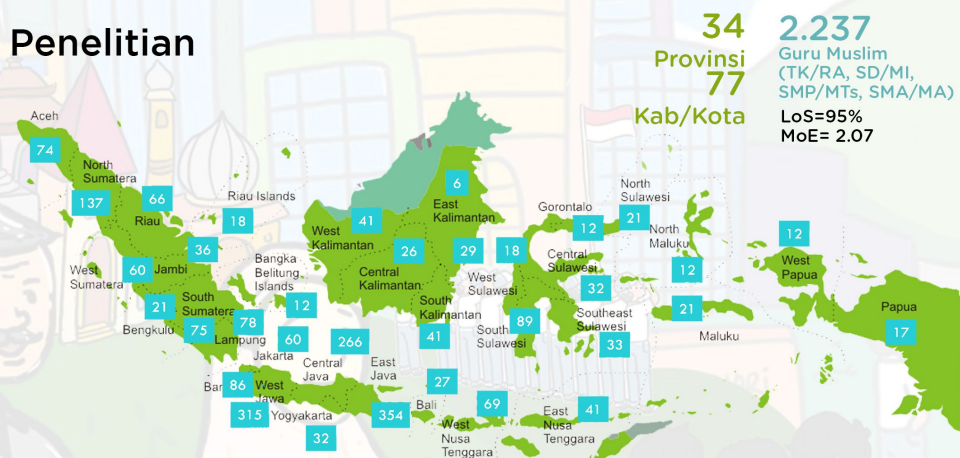 Penelitian
34
Provinsi
77
Kab/Kota
2.237
Guru Muslim
(TK/RA, SD/MI,
SMP/MTs, SMA/MA)
LoS=95%
MoE= 2.07
Aceh
74
North
Sumatera
137
66
Riau
Riau Islands
18
36
West
Sumatera
60
Jambi
Bangka
Belitung
Islands
12
21
Bengkulu
South
Sumatera
75
78
Lampung
60
Jakarta
266
Central
Java
East
Java
86
West
Jawa
315
Yogyakarta
32
354
27
Bali
69
West
Nusa
Tenggara
East
Nusa
Tenggara
41
West
Kalimantan
41
6
East
Kalimantan
26
Central
Kalimantan
29
South
Kalimantan
41
18
West
Sulawesi
Gorontalo
12
North
Sulawesi
21
Central
Sulawesi
32
South
Sulawesi
89
Southeast
Sulawesi
33
North
Maluku
12
21
Maluku
12
West
Papua
Papua
17